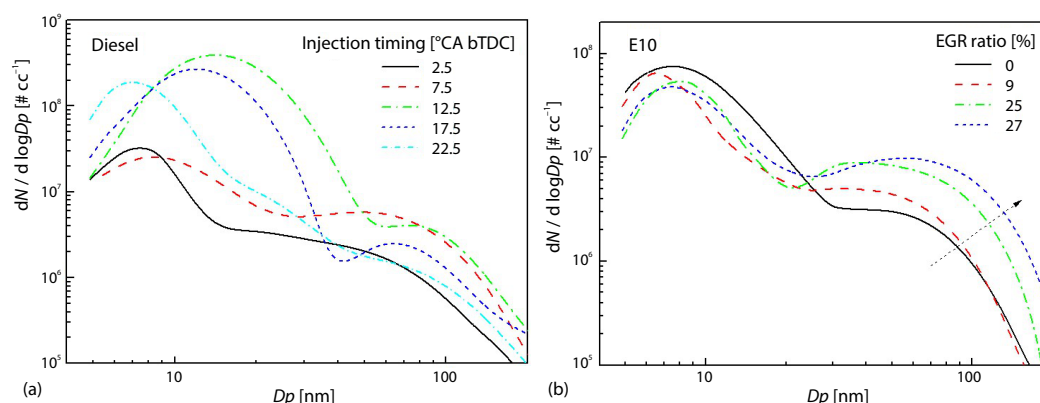 10⁹
Diesel
Injection timing [°CA bTDC]
2.5
7.5
12.5
17.5
22.5
10⁸
10⁷
10⁶
10⁵
dN / d logDp [# cc⁻¹]
10
100
Dp [nm]
(a)
E10
EGR ratio [%]
0
9
25
27
10⁸
10⁷
10⁶
10⁵
dN / d logDp [# cc⁻¹]
10
100
Dp [nm]
(b)